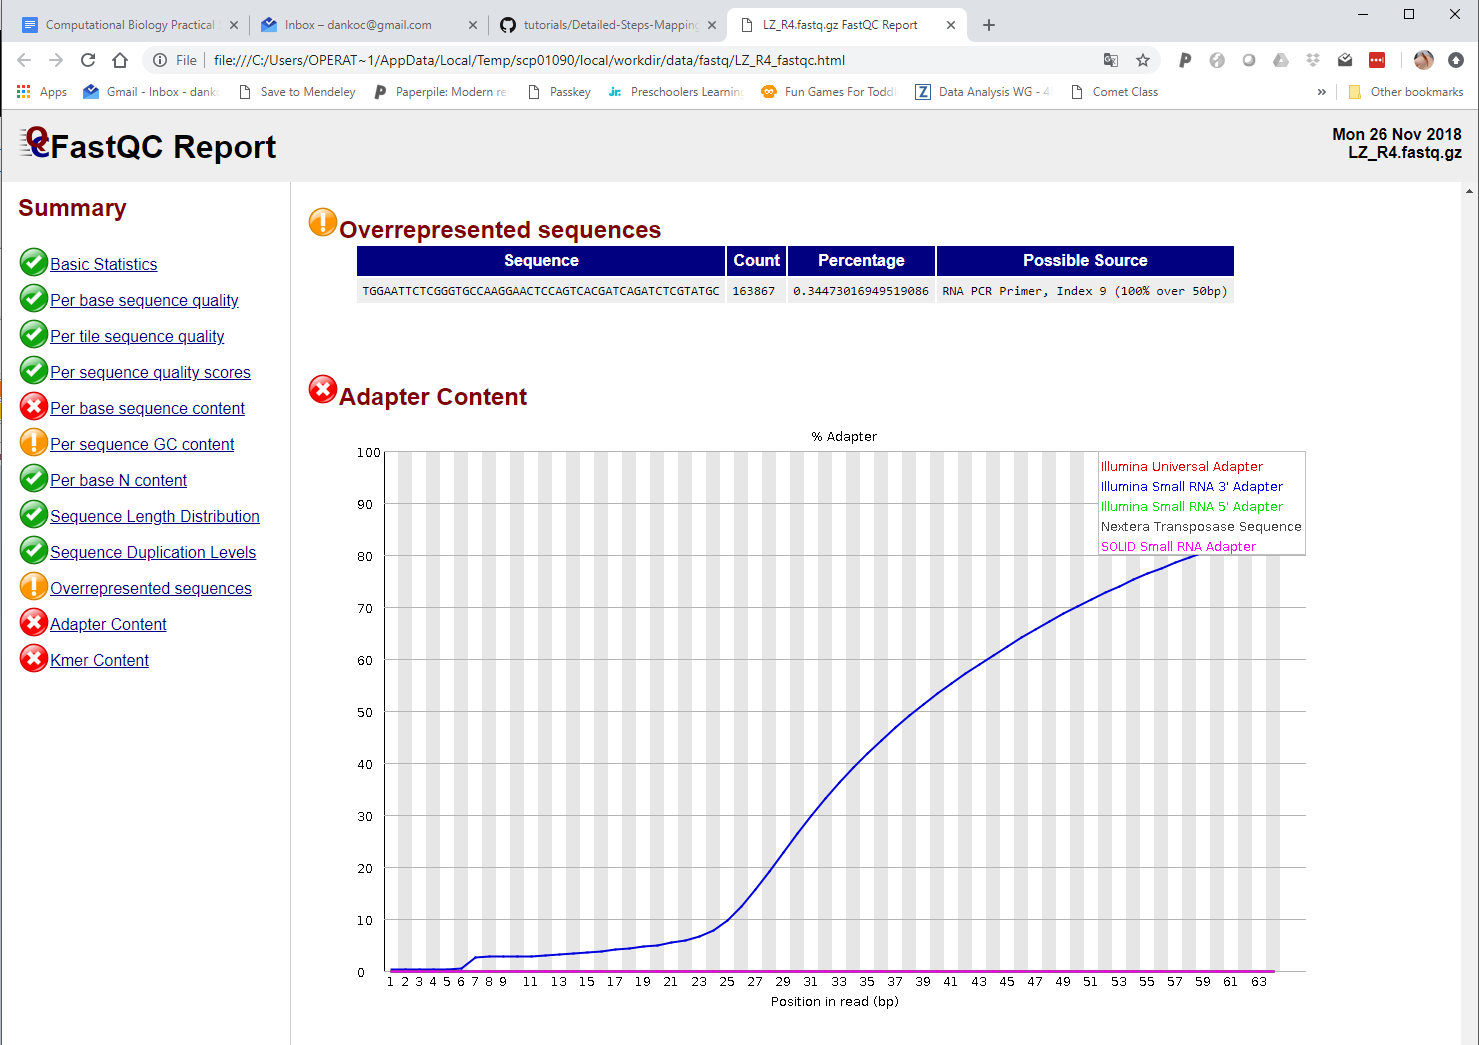 Computational Biology Practical
Inbox – dankoc@gmail.com
tutorials/Detailed-Steps-Mapping
LZ_R4.fastq.gz FastQC Report
File
file:///C:/Users/OPERAT~1/AppData/Local/Temp/scp01090/local/workdir/data/fastq/LZ_R4_fastqc.html
Apps
Gmail - Inbox - dank
Save to Mendeley
Paperpile: Modern re
Passkey
Preschoolers Learning
Fun Games For Toddl
Data Analysis WG - 4
Comet Class
»
Other bookmarks
FastQC Report
Mon 26 Nov 2018
LZ_R4.fastq.gz
Summary
Basic Statistics
Per base sequence quality
Per tile sequence quality
Per sequence quality scores
Per base sequence content
Per sequence GC content
Per base N content
Sequence Length Distribution
Sequence Duplication Levels
Overrepresented sequences
Adapter Content
Kmer Content
Overrepresented sequences
Sequence Count Percentage Possible Source
TGGAATTCTCGGGTGCCAAGGAACTCCAGTCACGATCAGATCTCGTATGC 163867 0.34473016949519086 RNA PCR Primer, Index 9 (100% over 50bp)
Adapter Content
% Adapter
Illumina Universal Adapter
Illumina Small RNA 3' Adapter
Illumina Small RNA 5' Adapter
Nextera Transposase Sequence
SOLID Small RNA Adapter
100
90
80
70
60
50
40
30
20
10
0
1 2 3 4 5 6 7 8 9 11 13 15 17 19 21 23 25 27 29 31 33 35 37 39 41 43 45 47 49 51 53 55 57 59 61 63
Position in read (bp)